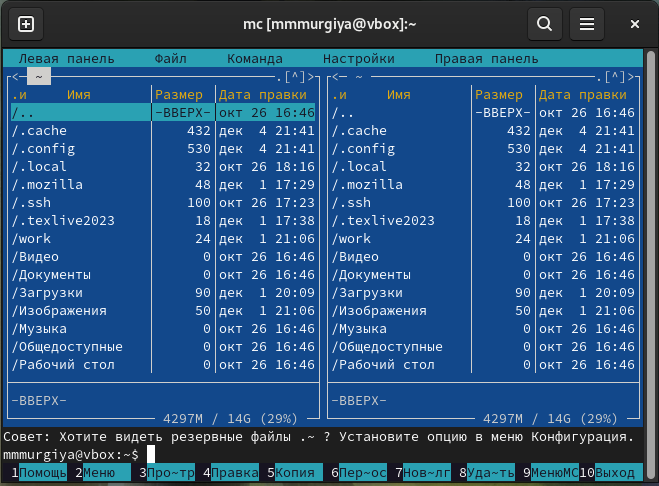 mc [mmmurgiya@vbox]:~
Левая панель Файл Команда Настройки Правая панель
<─ ~ .[^]> <─ ~ .[^]>
.и Имя Размер Дата правки .и Имя Размер Дата правки
/.. -ВВЕРХ- окт 26 16:46 /.. -ВВЕРХ- окт 26 16:46
/.cache 432 дек 4 21:41 /.cache 432 дек 4 21:41
/.config 530 дек 4 21:41 /.config 530 дек 4 21:41
/.local 32 окт 26 18:16 /.local 32 окт 26 18:16
/.mozilla 48 дек 1 17:29 /.mozilla 48 дек 1 17:29
/.ssh 100 окт 26 17:23 /.ssh 100 окт 26 17:23
/.texlive2023 18 дек 1 17:38 /.texlive2023 18 дек 1 17:38
/work 24 дек 1 21:06 /work 24 дек 1 21:06
/Видео 0 окт 26 16:46 /Видео 0 окт 26 16:46
/Документы 0 окт 26 16:46 /Документы 0 окт 26 16:46
/Загрузки 90 дек 1 20:09 /Загрузки 90 дек 1 20:09
/Изображения 50 дек 1 21:06 /Изображения 50 дек 1 21:06
/Музыка 0 окт 26 16:46 /Музыка 0 окт 26 16:46
/Общедоступные 0 окт 26 16:46 /Общедоступные 0 окт 26 16:46
/Рабочий стол 0 окт 26 16:46 /Рабочий стол 0 окт 26 16:46
-ВВЕРХ- -ВВЕРХ-
4297M / 14G (29%) 4297M / 14G (29%)
Совет: Хотите видеть резервные файлы .~ ? Установите опцию в меню Конфигурация.
mmmurgiya@vbox:~$
1Помощь 2Меню 3Про~тр 4Правка 5Копия 6Пер~ос 7Нов~лг 8Уда~ть 9МенюМС 10Выход